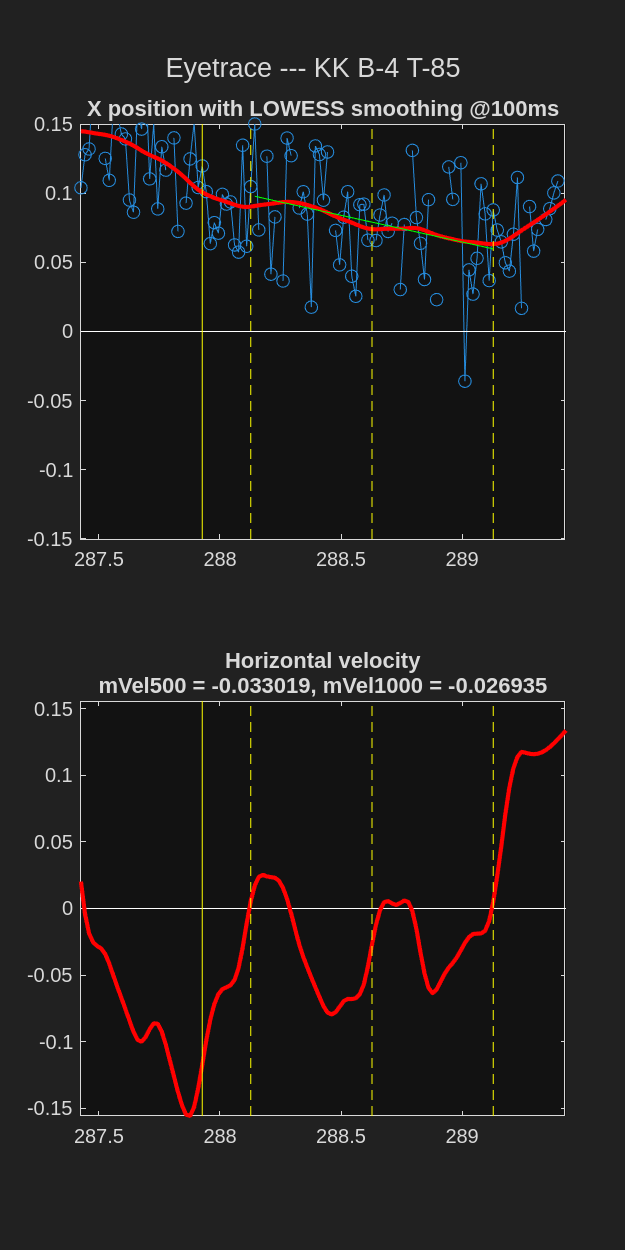 Eyetrace --- KK B-4 T-85
X position with LOWESS smoothing @100ms
0.15
0.1
0.05
0
-0.05
-0.1
-0.15
287.5 288 288.5 289
Horizontal velocity
mVel500 = -0.033019, mVel1000 = -0.026935
0.15
0.1
0.05
0
-0.05
-0.1
-0.15
287.5 288 288.5 289